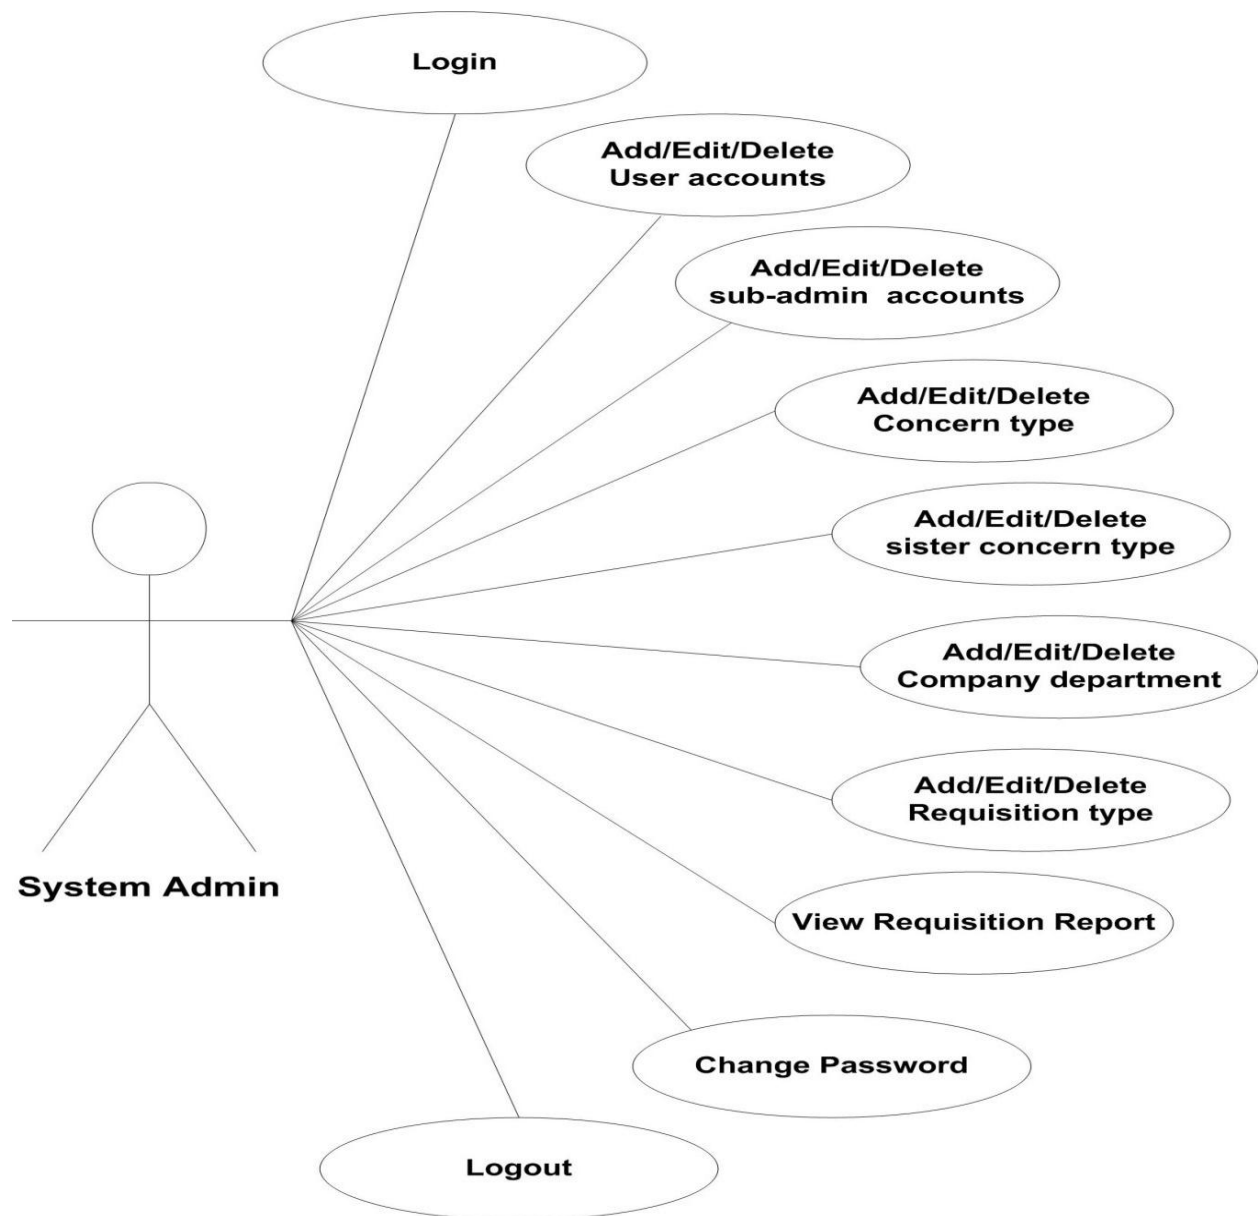 Login
Add/Edit/Delete
User accounts
Add/Edit/Delete
sub-admin  accounts
Add/Edit/Delete
Concern type
Add/Edit/Delete
sister concern type
Add/Edit/Delete
Company department
Add/Edit/Delete
Requisition type
System Admin
View Requisition Report
Change Password
Logout